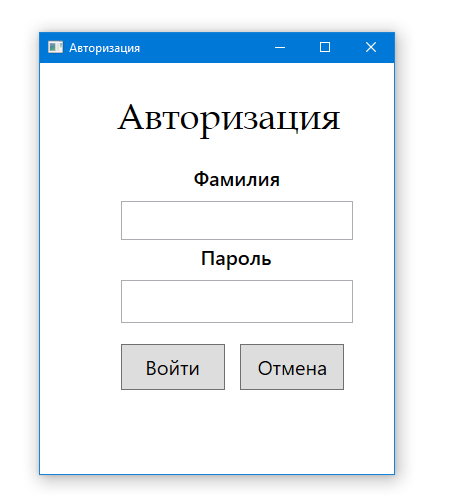 Авторизация
Авторизация
Фамилия
Пароль
Войти Отмена